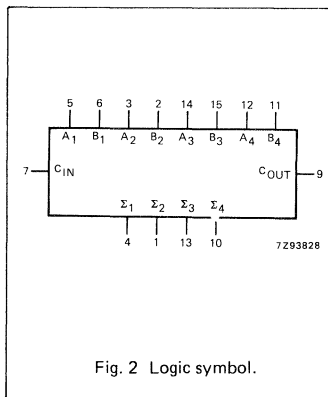 5 6 3 2 14 15 12 11
A1 B1 A2 B2 A3 B3 A4 B4
7 CIN COUT 9
Σ1 Σ2 Σ3 Σ4
4 1 13 10
7Z93828
Fig. 2 Logic symbol.